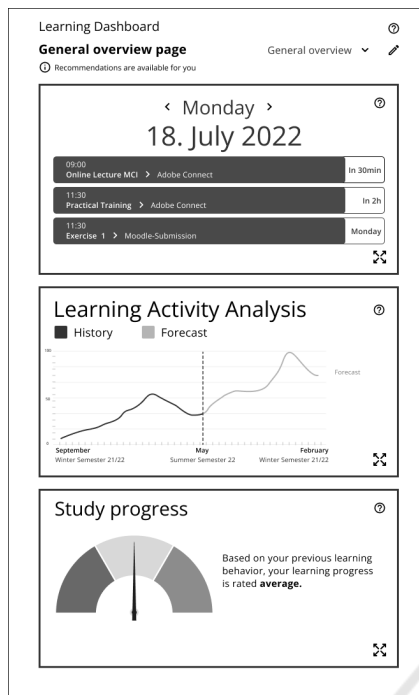 Learning Dashboard
General overview page
General overview
Recommendations are available for you
Monday
18. July 2022
09:00
Online Lecture MCI > Adobe Connect
In 30min
11:30
Practical Training > Adobe Connect
In 2h
11:30
Exercise 1 > Moodle-Submission
Monday
Learning Activity Analysis
History Forecast
100
50
0
Forecast
September May February
Winter Semester 21/22 Summer Semester 22 Winter Semester 21/22
Study progress
Based on your previous learning
behavior, your learning progress
is rated average.